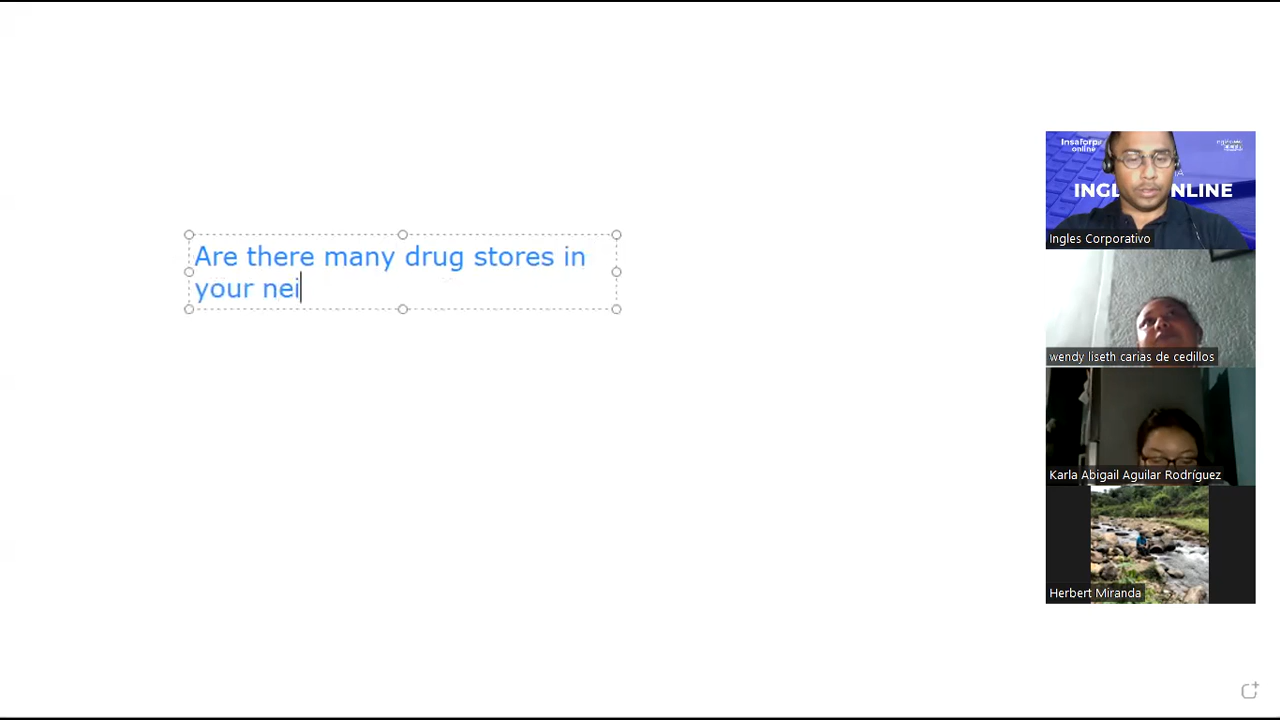 Are there many drug stores in
your nei
Insaforp
online
INGL NLINE
Ingles Corporativo
wendy liseth carias de cedillos
Karla Abigail Aguilar Rodríguez
Herbert Miranda